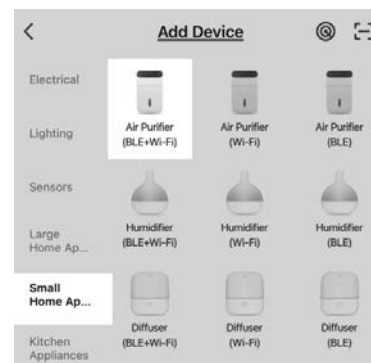 Add Device
Electrical
Lighting
Sensors
Large
Home Ap...
Small
Home Ap...
Kitchen
Appliances
Air Purifier
(BLE+Wi-Fi)
Air Purifier
(Wi-Fi)
Air Purifier
(BLE)
Humidifier
(BLE+Wi-Fi)
Humidifier
(Wi-Fi)
Humidifier
(BLE)
Diffuser
(BLE+Wi-Fi)
Diffuser
(Wi-Fi)
Diffuser
(BLE)